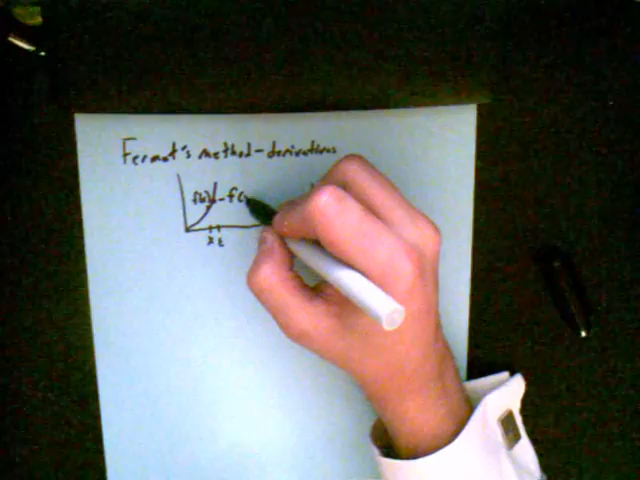 Fermat's method - derivatives
f(x) - f(
x t